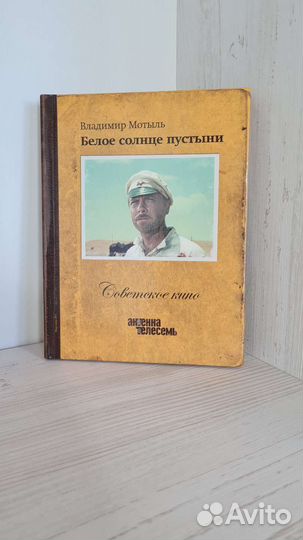 Владимир Мотыль
Белое солнце пустыни
Советское кино
антенна
телесемь
Avito